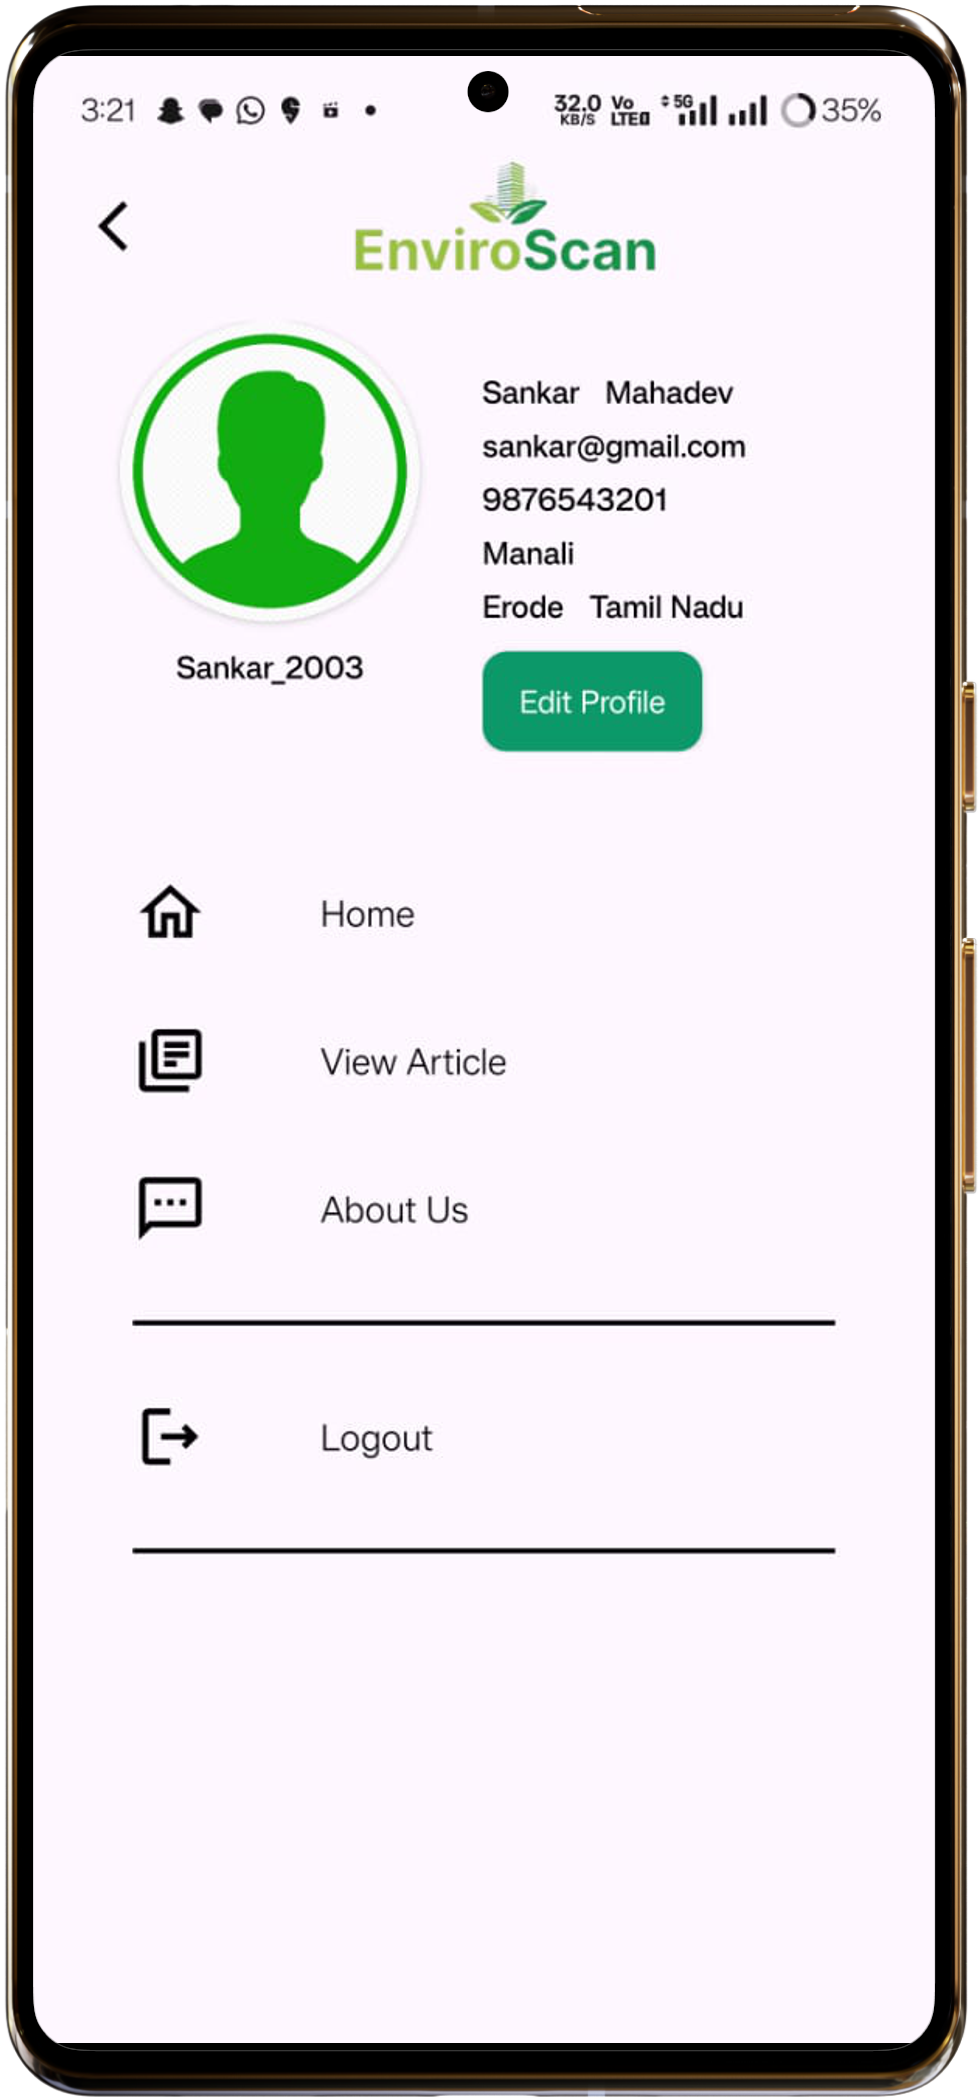 3:21 32.0 KB/S Vo LTE 5G 35%
EnviroScan
Sankar Mahadev
sankar@gmail.com
9876543201
Manali
Erode Tamil Nadu
Sankar_2003
Edit Profile
Home
View Article
About Us
Logout